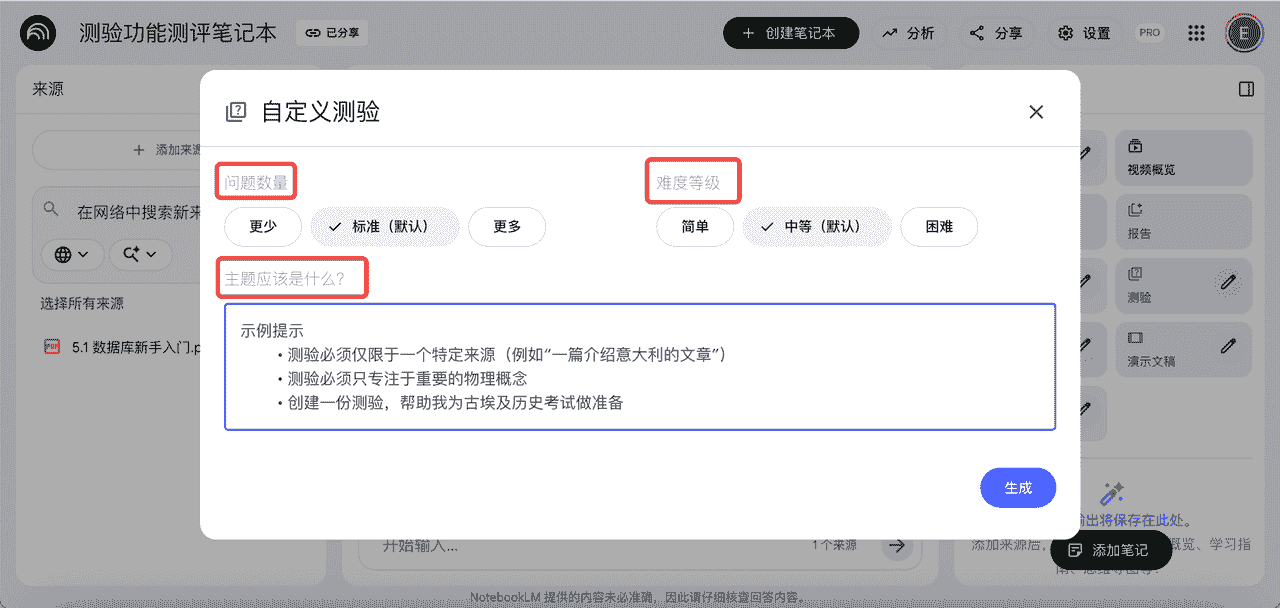 测验功能测评笔记本
已分享
创建笔记本
分析
分享
设置
PRO
E
来源
添加来源
在网络中搜索新来
选择所有来源
PDF
5.1 数据库新手入门.p
自定义测验
问题数量
更少
标准（默认）
更多
难度等级
简单
中等（默认）
困难
主题应该是什么？
示例提示
• 测验必须仅限于一个特定来源（例如“一篇介绍意大利的文章”）
• 测验必须只专注于重要的物理概念
• 创建一份测验，帮助我为古埃及历史考试做准备
生成
视频概览
报告
测验
演示文稿
输出将保存在此处。
添加来源后，
概览、学习指
添加笔记
开始输入...
1 个来源
NotebookLM 提供的内容未必准确，因此请仔细核查回答内容。